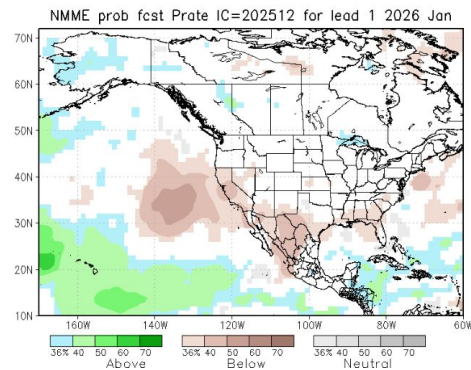 NMME prob fcst Prate IC=202512 for lead 1 2026 Jan
70N
60N
50N
40N
30N
20N
10N
160W 140W 120W 100W 80W 60W
36% 40 50 60 70 36% 40 50 60 70 36% 40 50 60 70
Above Below Neutral